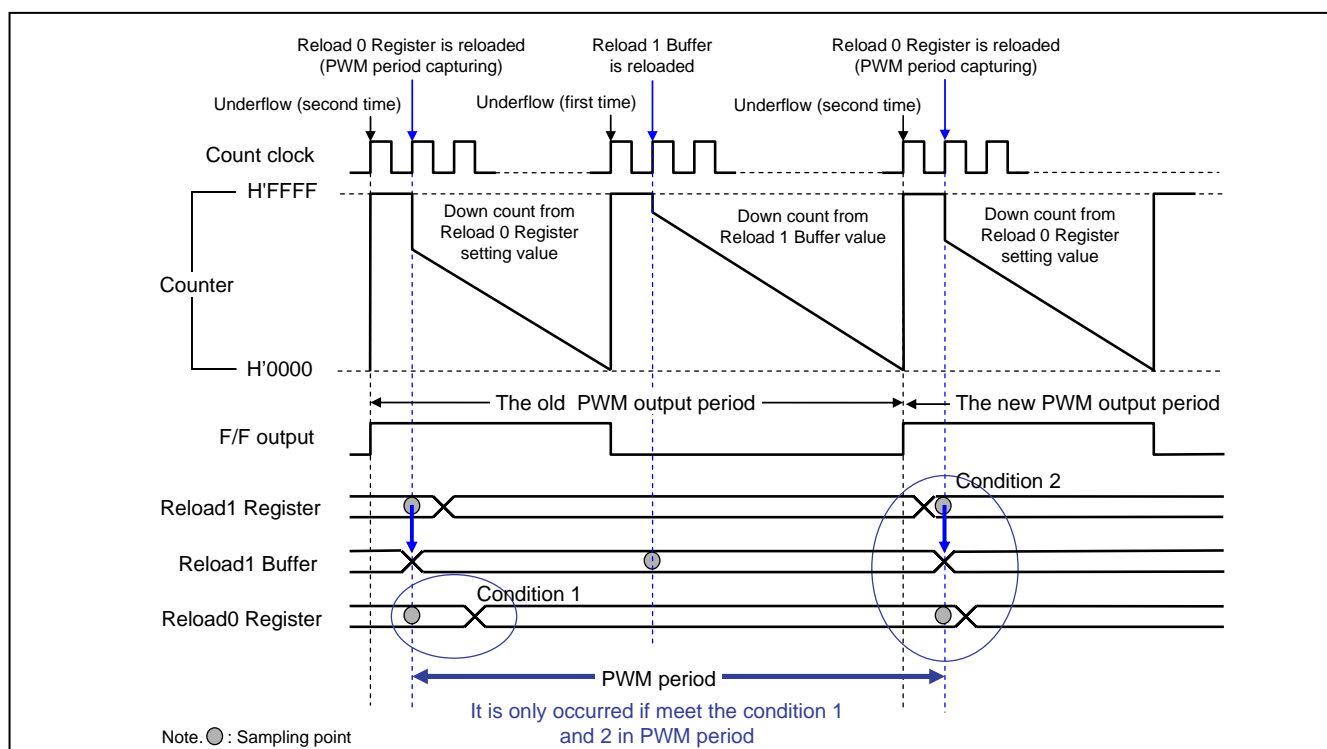 Reload 0 Register is reloaded
(PWM period capturing)
Reload 1 Buffer
is reloaded
Reload 0 Register is reloaded
(PWM period capturing)
Underflow (second time)
Underflow (first time)
Underflow (second time)
Count clock
H'FFFF
Down count from
Reload 0 Register
setting value
Down count from
Reload 1 Buffer value
Down count from
Reload 0 Register
setting value
Counter
H'0000
The old PWM output period
The new PWM output period
F/F output
Condition 2
Reload1 Register
Reload1 Buffer
Condition 1
Reload0 Register
PWM period
It is only occurred if meet the condition 1
and 2 in PWM period
Note. : Sampling point